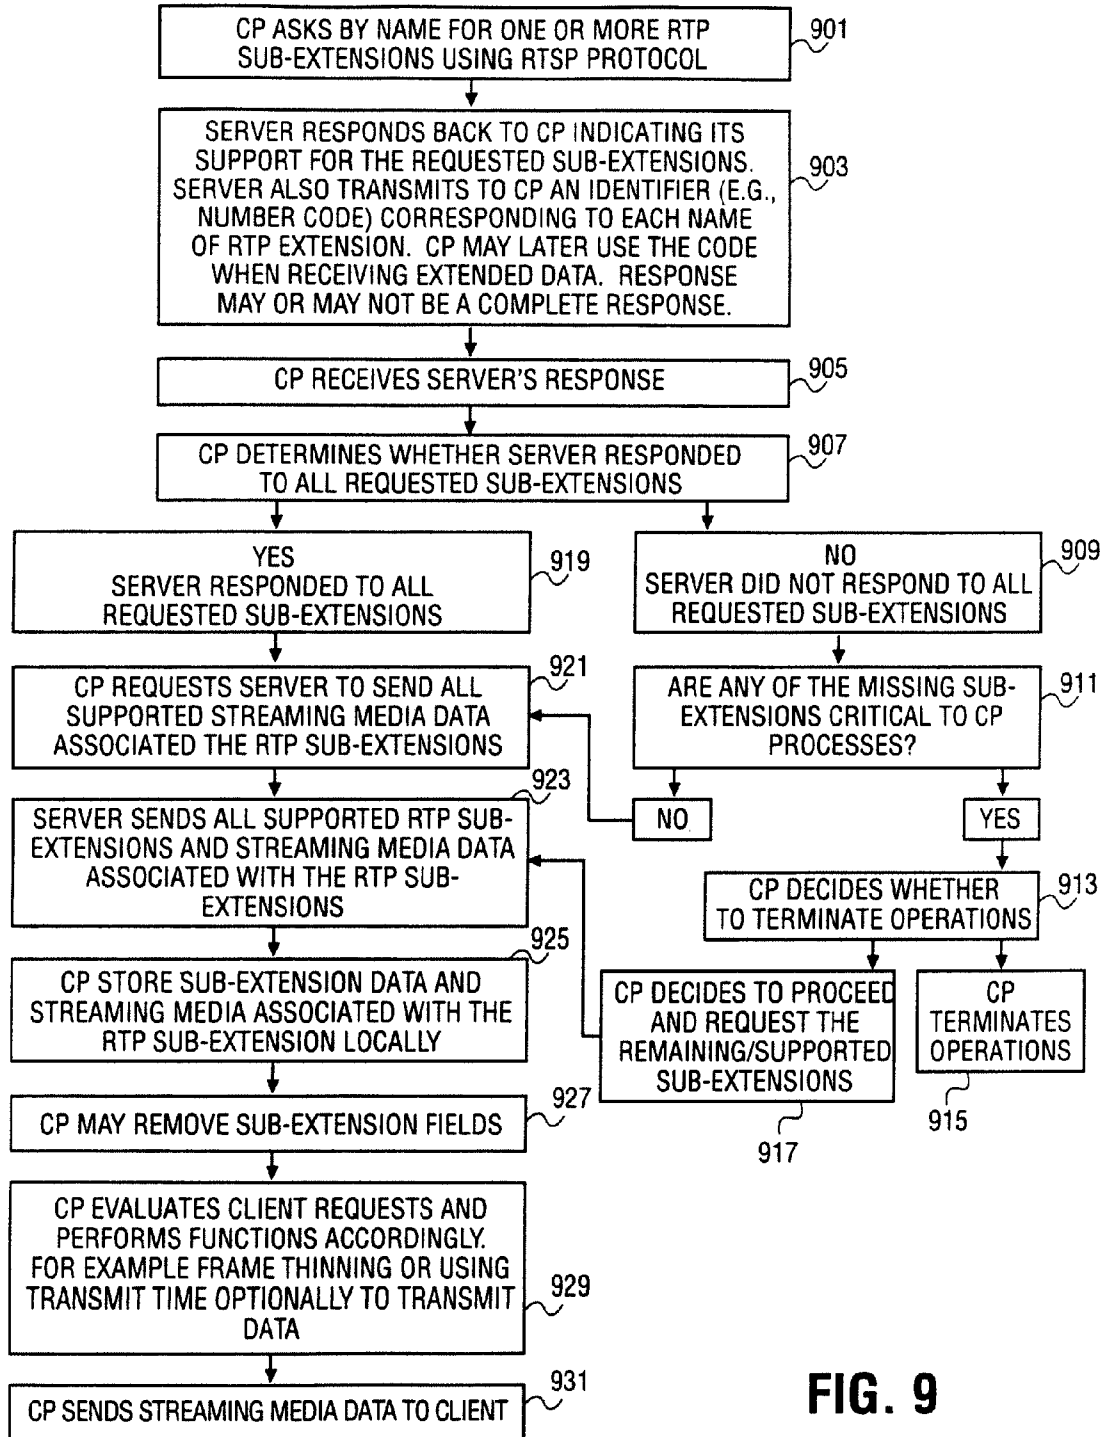 CP ASKS BY NAME FOR ONE OR MORE RTP
SUB-EXTENSIONS USING RTSP PROTOCOL
901
SERVER RESPONDS BACK TO CP INDICATING ITS
SUPPORT FOR THE REQUESTED SUB-EXTENSIONS.
SERVER ALSO TRANSMITS TO CP AN IDENTIFIER (E.G.,
NUMBER CODE) CORRESPONDING TO EACH NAME
OF RTP EXTENSION. CP MAY LATER USE THE CODE
WHEN RECEIVING EXTENDED DATA. RESPONSE
MAY OR MAY NOT BE A COMPLETE RESPONSE.
903
CP RECEIVES SERVER'S RESPONSE
905
CP DETERMINES WHETHER SERVER RESPONDED
TO ALL REQUESTED SUB-EXTENSIONS
907
YES
SERVER RESPONDED TO ALL
REQUESTED SUB-EXTENSIONS
919
NO
SERVER DID NOT RESPOND TO ALL
REQUESTED SUB-EXTENSIONS
909
CP REQUESTS SERVER TO SEND ALL
SUPPORTED STREAMING MEDIA DATA
ASSOCIATED THE RTP SUB-EXTENSIONS
921
ARE ANY OF THE MISSING SUB-
EXTENSIONS CRITICAL TO CP
PROCESSES?
911
NO
YES
SERVER SENDS ALL SUPPORTED RTP SUB-
EXTENSIONS AND STREAMING MEDIA DATA
ASSOCIATED WITH THE RTP SUB-
EXTENSIONS
923
CP DECIDES WHETHER
TO TERMINATE OPERATIONS
913
CP STORE SUB-EXTENSION DATA AND
STREAMING MEDIA ASSOCIATED WITH THE
RTP SUB-EXTENSION LOCALLY
925
CP DECIDES TO PROCEED
AND REQUEST THE
REMAINING/SUPPORTED
SUB-EXTENSIONS
917
CP
TERMINATES
OPERATIONS
915
CP MAY REMOVE SUB-EXTENSION FIELDS
927
CP EVALUATES CLIENT REQUESTS AND
PERFORMS FUNCTIONS ACCORDINGLY.
FOR EXAMPLE FRAME THINNING OR USING
TRANSMIT TIME OPTIONALLY TO TRANSMIT
DATA
929
CP SENDS STREAMING MEDIA DATA TO CLIENT
931
FIG. 9